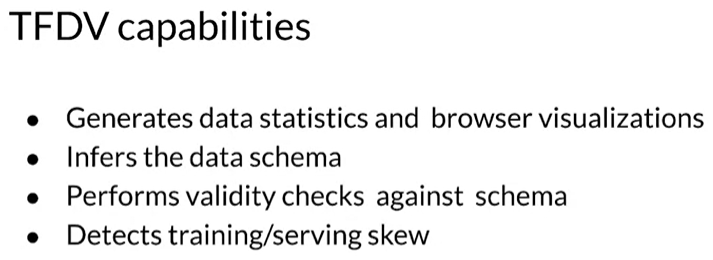 TFDV capabilities
● Generates data statistics and browser visualizations
● Infers the data schema
● Performs validity checks against schema
● Detects training/serving skew